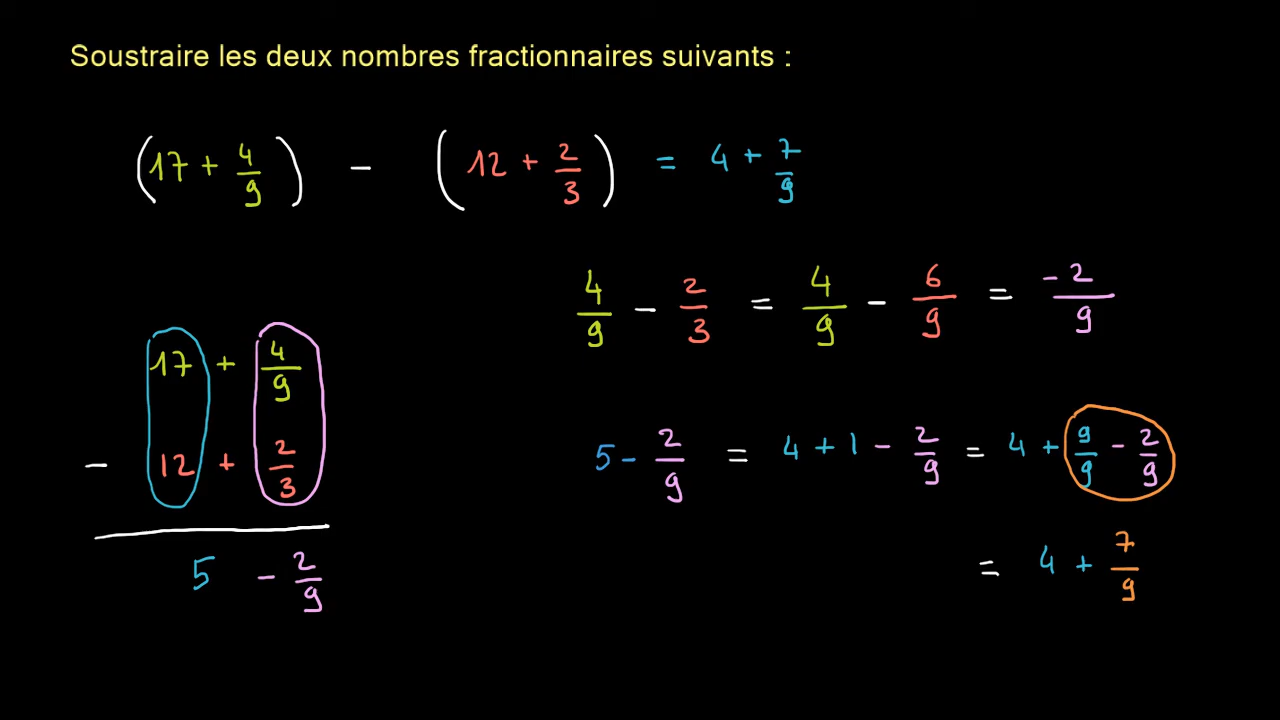 Soustraire les deux nombres fractionnaires suivants :
(17 + 4/9) - (12 + 2/3) = 4 + 7/9
4/9 - 2/3 = 4/9 - 6/9 = -2/9
17 + 4/9
- 12 + 2/3
5 - 2/9
5 - 2/9 = 4 + 1 - 2/9 = 4 + 9/9 - 2/9
= 4 + 7/9